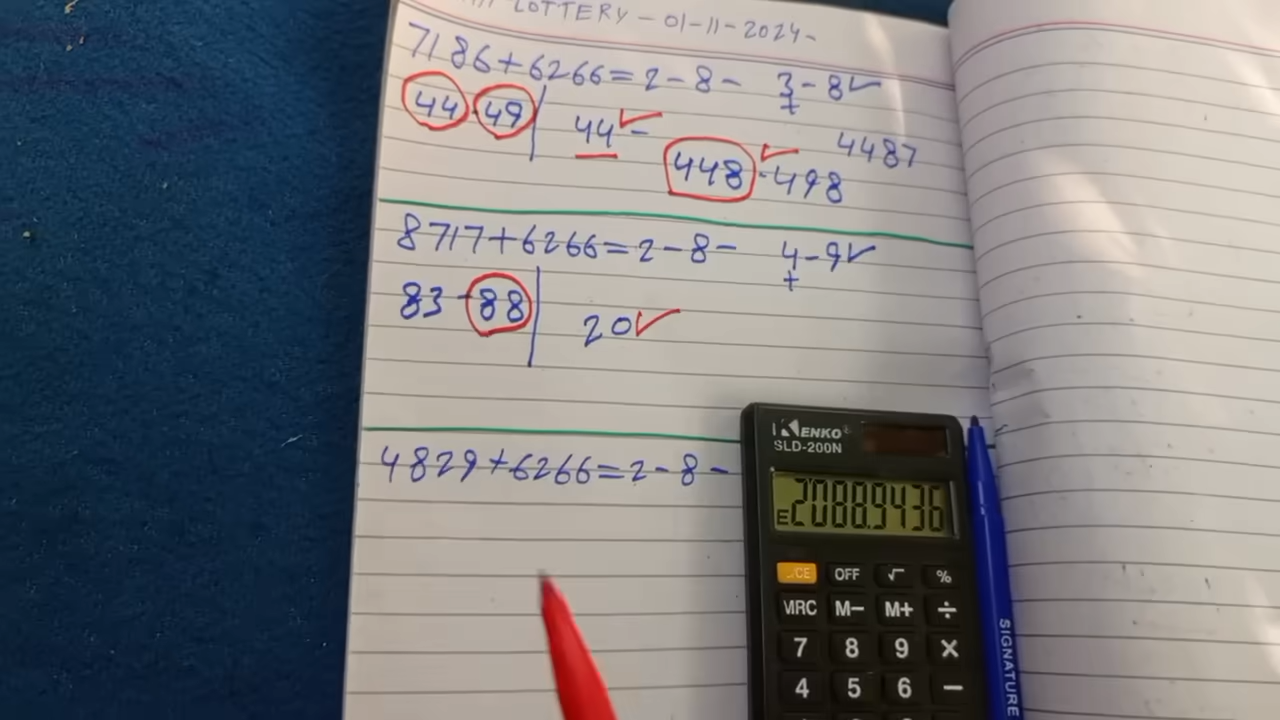 LOTTERY - 01-11-2024-
7186+6266=2-8- 3-8✓
+
44 49 | 44✓-
448✓-498 4487
8717+6266=2-8- 4-9✓
+
83-88 | 20✓
4829+6266=2-8-
KENKO®
SLD-200N
E2088.9436
OFF √ %
MRC M− M+ ÷
7 8 9 ×
4 5 6 −
SIGNATURE